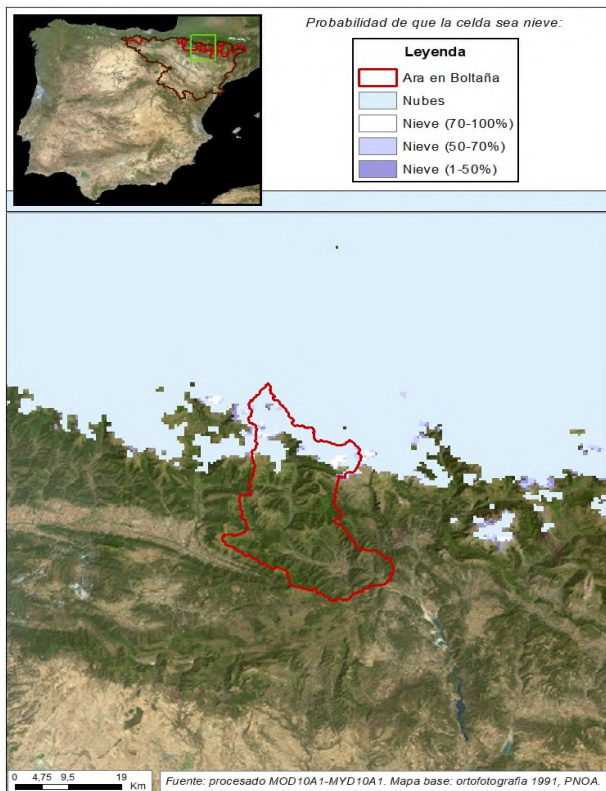 Probabilidad de que la celda sea nieve:
Leyenda
Ara en Boltaña
Nubes
Nieve (70-100%)
Nieve (50-70%)
Nieve (1-50%)
0 4,75 9,5 19
Km
Fuente: procesado MOD10A1-MYD10A1. Mapa base: ortofotografia 1991, PNOA.